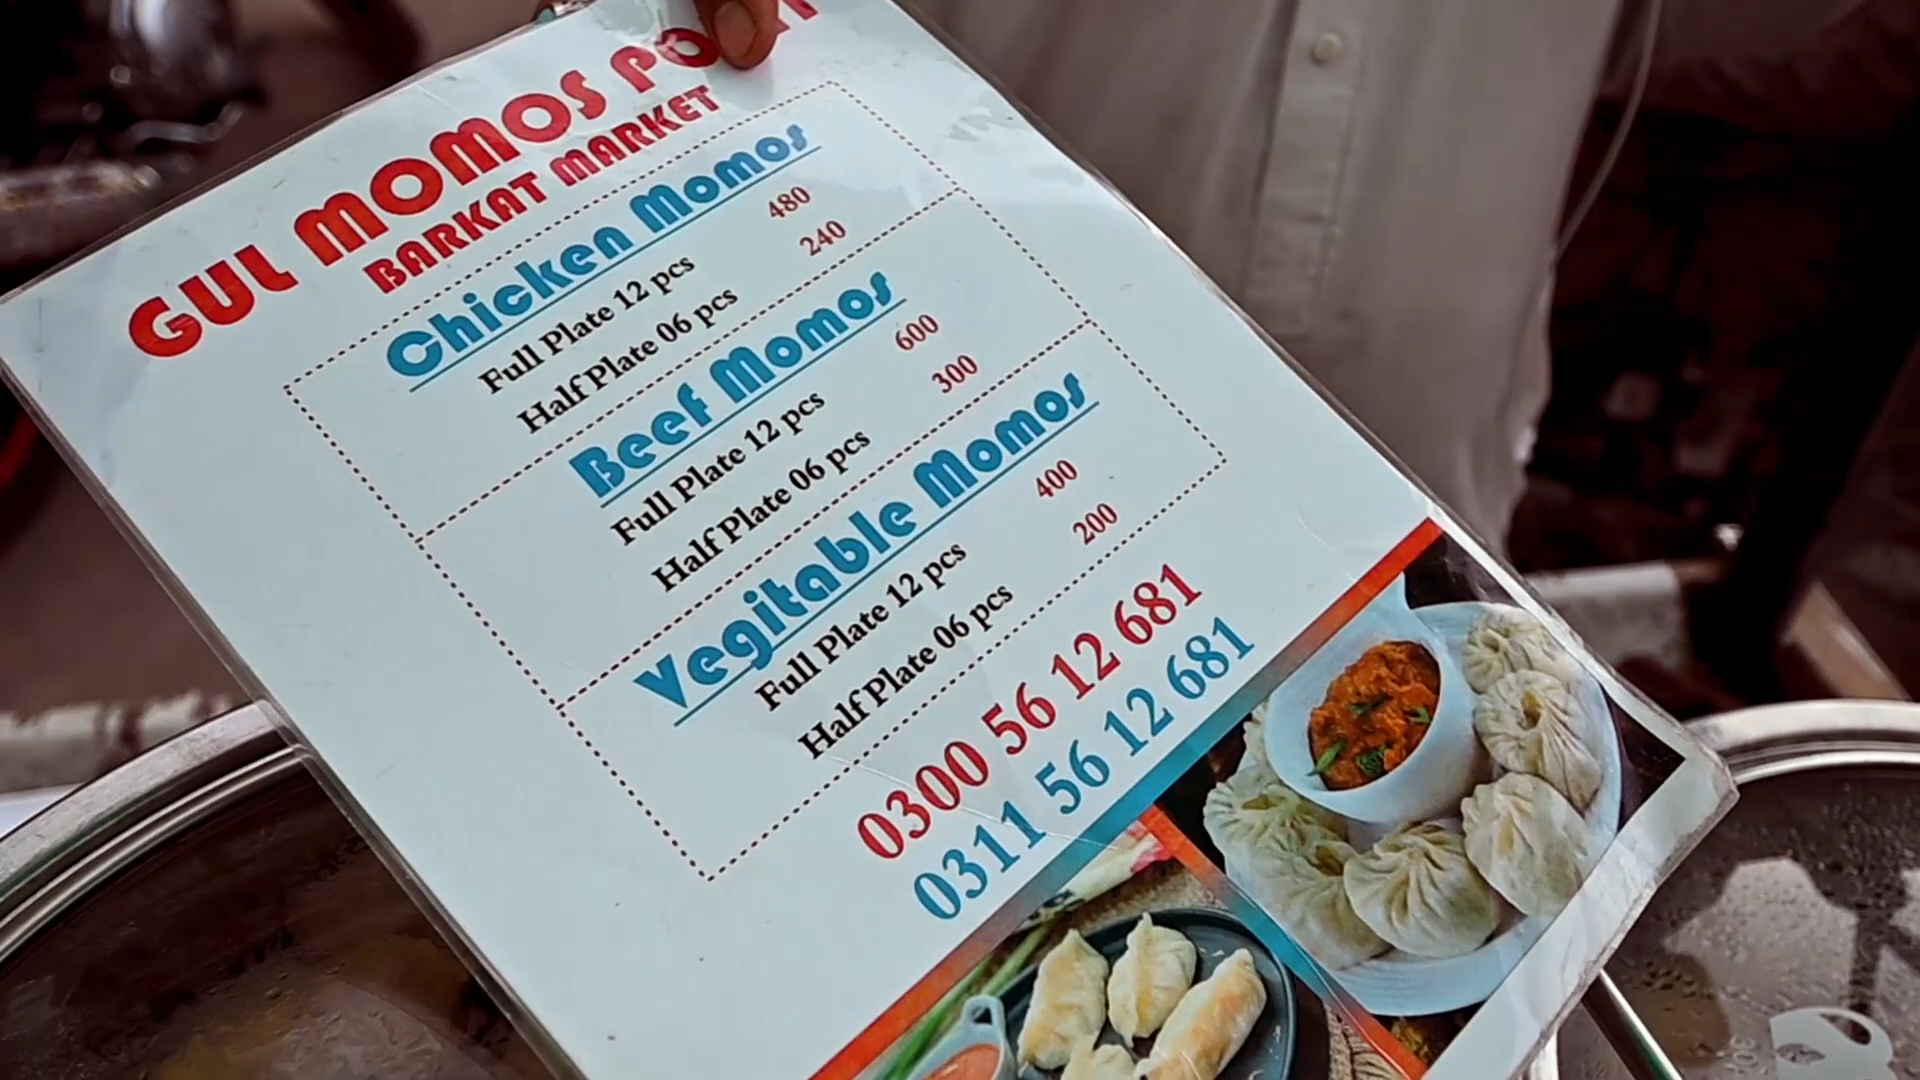 GUL MOMOS
BARKAT MARKET
Chicken Momos
Full Plate 12 pcs 480
Half Plate 06 pcs 240
Beef Momos
Full Plate 12 pcs 600
Half Plate 06 pcs 300
Vegitable Momos
Full Plate 12 pcs 400
Half Plate 06 pcs 200
0300 56 12 681
0311 56 12 681